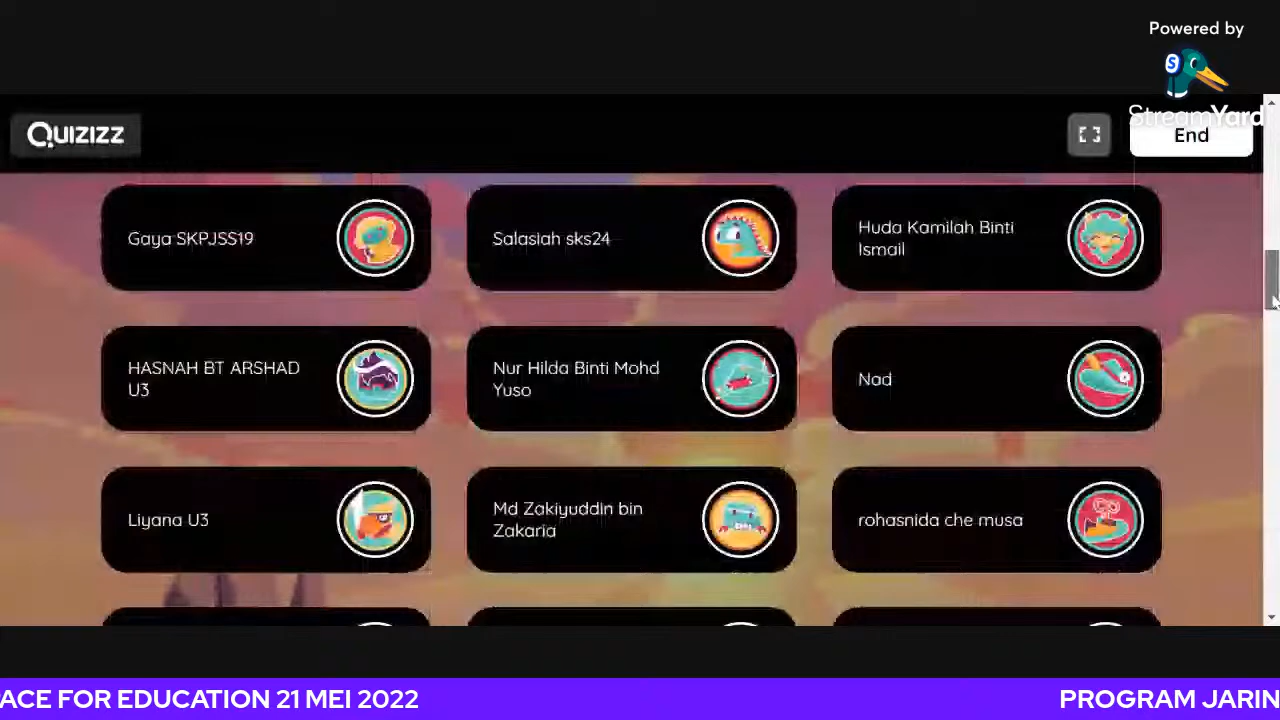 Powered by
StreamYard
Quizizz
End
Gaya SKPJSS19
Salasiah sks24
Huda Kamilah Binti
Ismail
HASNAH BT ARSHAD
U3
Nur Hilda Binti Mohd
Yuso
Nad
Liyana U3
Md Zakiyuddin bin
Zakaria
rohasnida che musa
PACE FOR EDUCATION 21 MEI 2022
PROGRAM JARIN